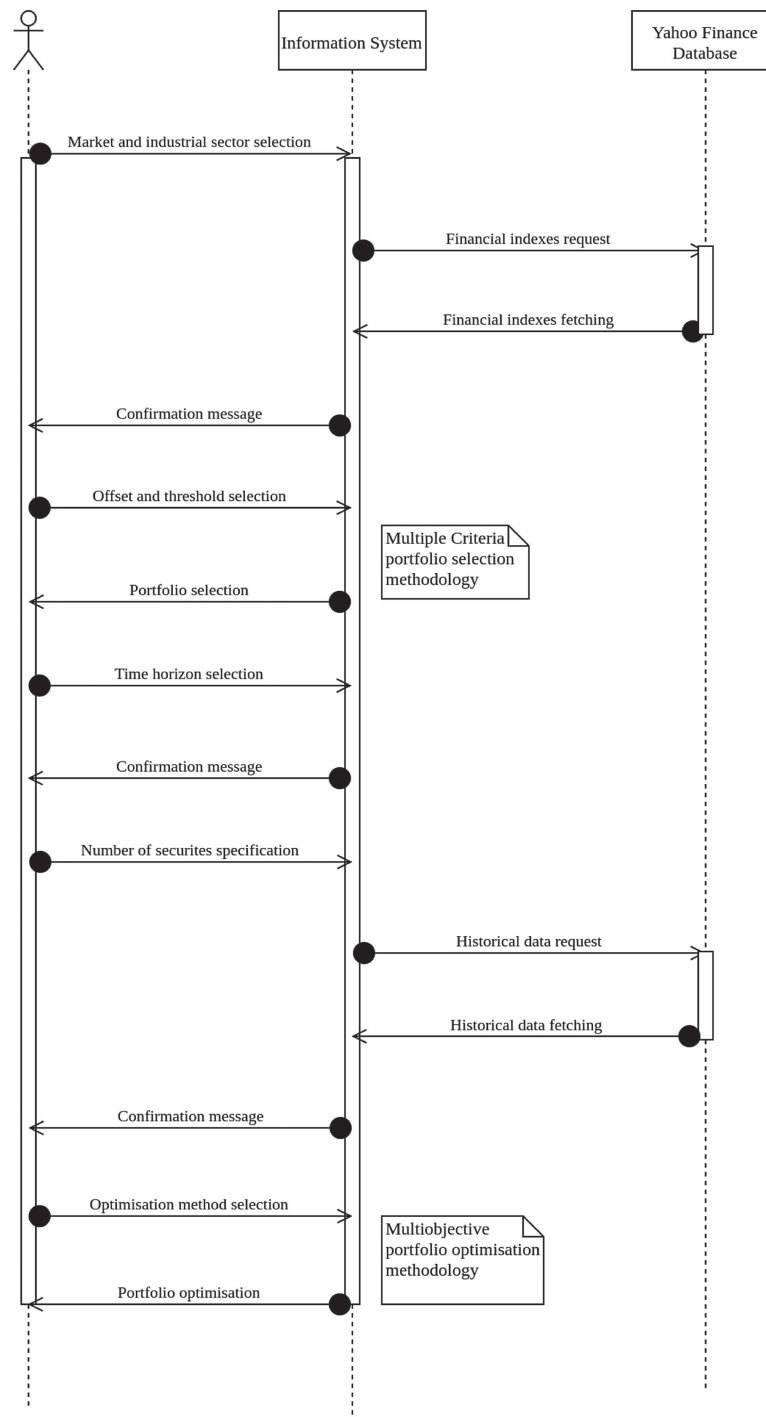 Information System
Yahoo Finance
Database
Market and industrial sector selection
Financial indexes request
Financial indexes fetching
Confirmation message
Offset and threshold selection
Multiple Criteria
portfolio selection
methodology
Portfolio selection
Time horizon selection
Confirmation message
Number of securites specification
Historical data request
Historical data fetching
Confirmation message
Optimisation method selection
Multiobjective
portfolio optimisation
methodology
Portfolio optimisation